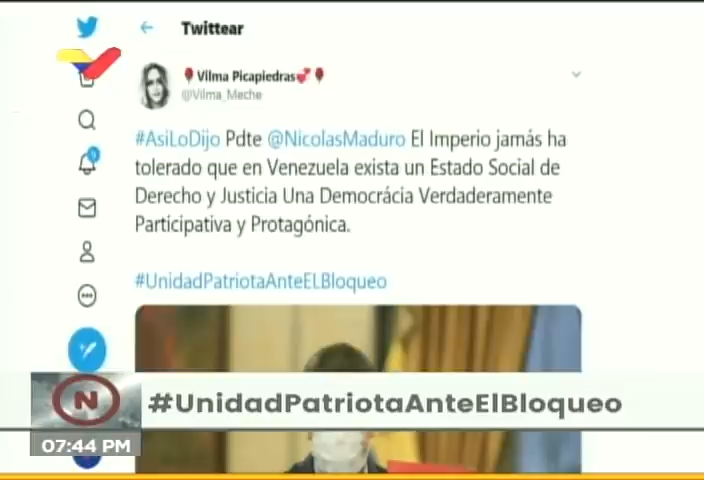 Twittear
Vilma Picapiedras
@Vilma_Meche
#AsiLoDijo Pdte @NicolasMaduro El Imperio jamás ha
tolerado que en Venezuela exista un Estado Social de
Derecho y Justicia Una Democrácia Verdaderamente
Participativa y Protagónica.
#UnidadPatriotaAnteELBloqueo
N
#UnidadPatriotaAnteElBloqueo
07:44 PM